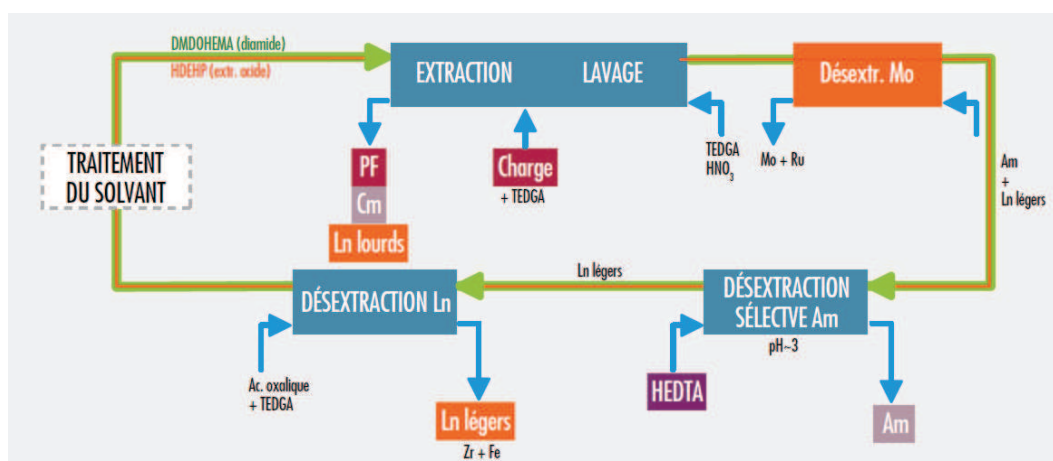 DMDOHEMA (diamide)
HDEHP (extr. acide)
EXTRACTION LAVAGE
Désextr. Mo
TRAITEMENT
DU SOLVANT
PF
Cm
Ln lourds
Charge
+ TEDGA
TEDGA
HNO3
Mo + Ru
Am
+
Ln légers
DÉSEXTRACTION Ln
Ln légers
DÉSEXTRACTION
SÉLECTVE Am
pH~3
Ac. oxalique
+ TEDGA
Ln légers
Zr + Fe
HEDTA
Am